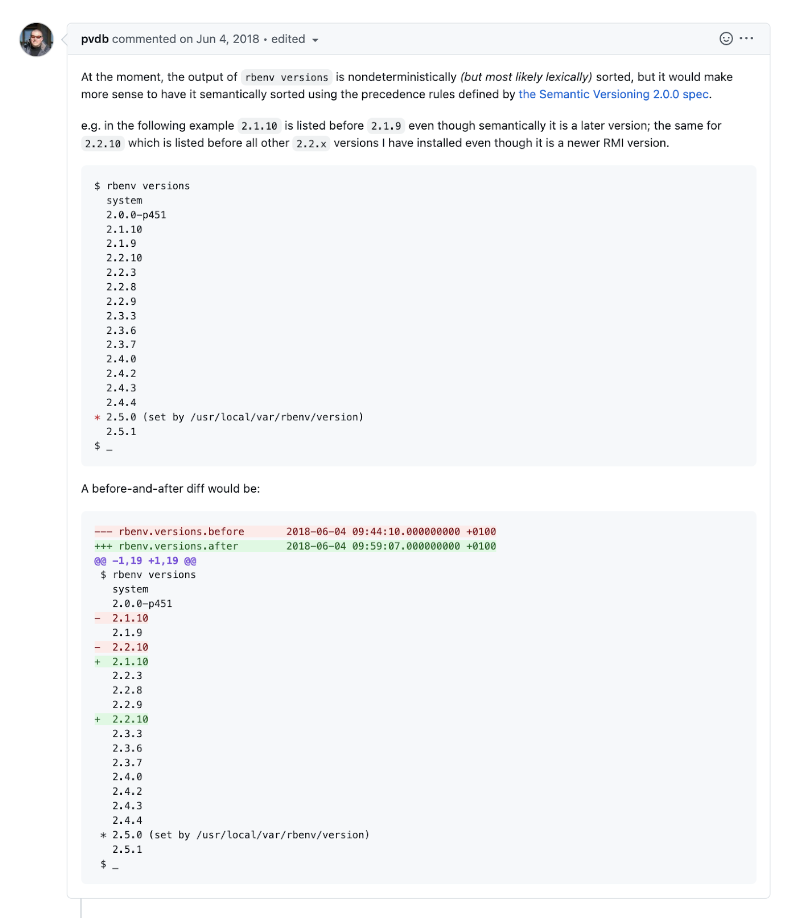 pvdb commented on Jun 4, 2018 • edited
At the moment, the output of rbenv versions is nondeterministically (but most likely lexically) sorted, but it would make
more sense to have it semantically sorted using the precedence rules defined by the Semantic Versioning 2.0.0 spec.
e.g. in the following example 2.1.10 is listed before 2.1.9 even though semantically it is a later version; the same for
2.2.10 which is listed before all other 2.2.x versions I have installed even though it is a newer RMI version.
$ rbenv versions
system
2.0.0-p451
2.1.10
2.1.9
2.2.10
2.2.3
2.2.8
2.2.9
2.3.3
2.3.6
2.3.7
2.4.0
2.4.2
2.4.3
2.4.4
* 2.5.0 (set by /usr/local/var/rbenv/version)
2.5.1
$ _
A before-and-after diff would be:
--- rbenv.versions.before 2018-06-04 09:44:10.000000000 +0100
+++ rbenv.versions.after 2018-06-04 09:59:07.000000000 +0100
@@ -1,19 +1,19 @@
$ rbenv versions
system
2.0.0-p451
- 2.1.10
2.1.9
- 2.2.10
+ 2.1.10
2.2.3
2.2.8
2.2.9
+ 2.2.10
2.3.3
2.3.6
2.3.7
2.4.0
2.4.2
2.4.3
2.4.4
* 2.5.0 (set by /usr/local/var/rbenv/version)
2.5.1
$ _